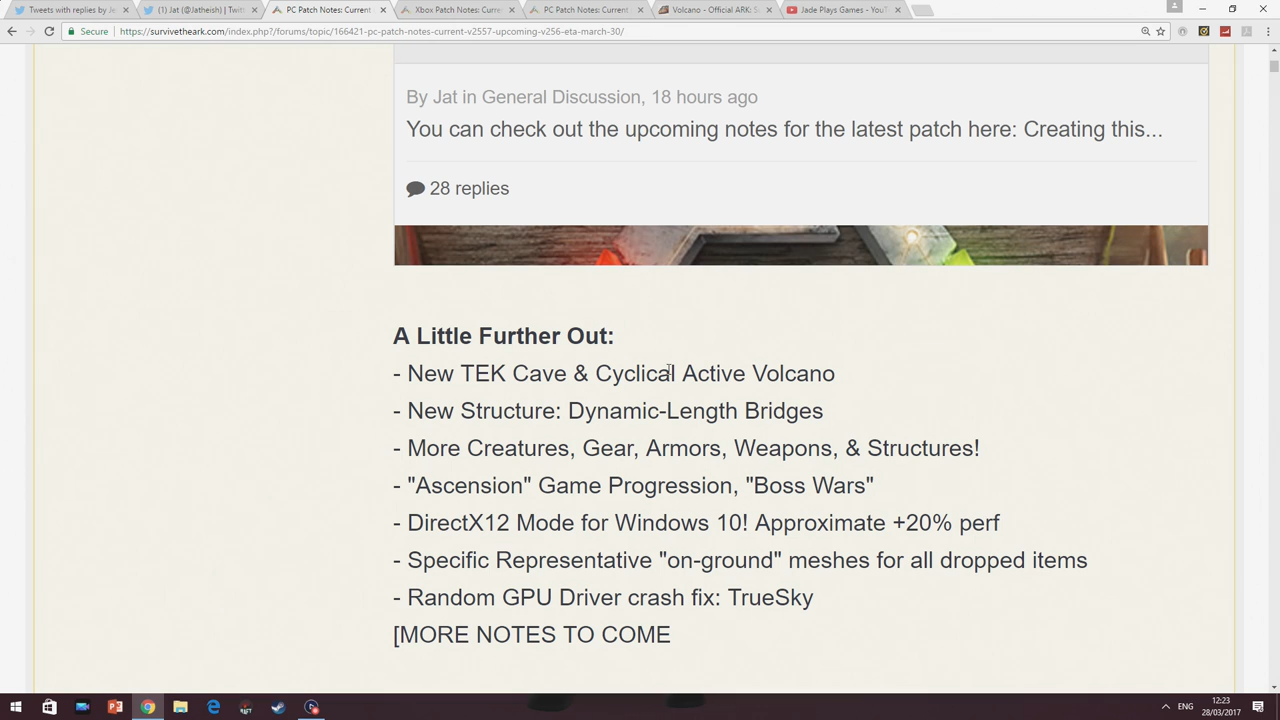 Tweets with replies by Je
(1) Jat (@Jatheish) | Twitt
PC Patch Notes: Current
Xbox Patch Notes: Curre
PC Patch Notes: Current
Volcano - Official ARK: S
Jade Plays Games - YouT
Secure
https://survivetheark.com/index.php?/forums/topic/166421-pc-patch-notes-current-v2557-upcoming-v256-eta-march-30/
By Jat in General Discussion, 18 hours ago
You can check out the upcoming notes for the latest patch here: Creating this...
28 replies
A Little Further Out:
- New TEK Cave & Cyclical Active Volcano
- New Structure: Dynamic-Length Bridges
- More Creatures, Gear, Armors, Weapons, & Structures!
- "Ascension" Game Progression, "Boss Wars"
- DirectX12 Mode for Windows 10! Approximate +20% perf
- Specific Representative "on-ground" meshes for all dropped items
- Random GPU Driver crash fix: TrueSky
[MORE NOTES TO COME
ENG
12:23
28/03/2017